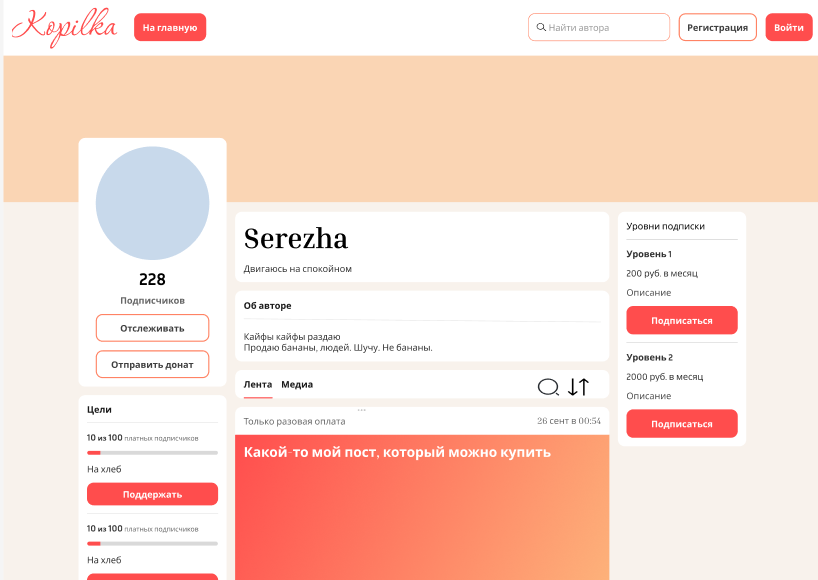 Kopilka
На главную
Найти автора
Регистрация
Войти
228
Подписчиков
Отслеживать
Отправить донат
Цели
10 из 100 платных подписчиков
На хлеб
Поддержать
10 из 100 платных подписчиков
На хлеб
Serezha
Двигаюсь на спокойном
Об авторе
Кайфы кайфы раздаю
Продаю бананы, людей. Шучу. Не бананы.
Лента Медиа
Только разовая оплата
26 сент в 00:54
Какой-то мой пост, который можно купить
Уровни подписки
Уровень 1
200 руб. в месяц
Описание
Подписаться
Уровень 2
2000 руб. в месяц
Описание
Подписаться